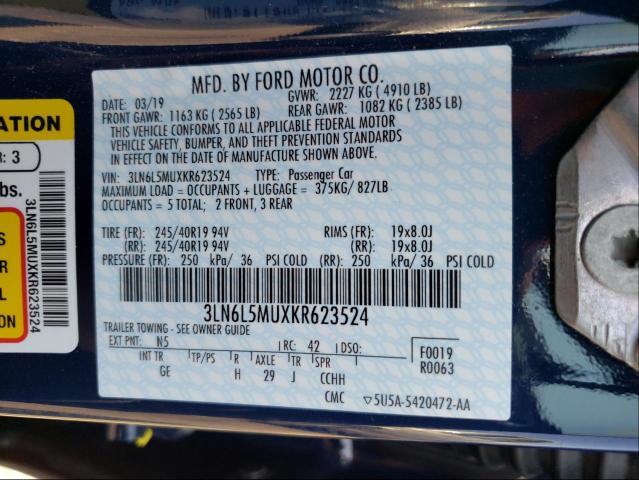 MFD. BY FORD MOTOR CO.
DATE: 03/19 GVWR: 2227 KG ( 4910 LB)
FRONT GAWR: 1163 KG ( 2565 LB) REAR GAWR: 1082 KG ( 2385 LB)
THIS VEHICLE CONFORMS TO ALL APPLICABLE FEDERAL MOTOR
VEHICLE SAFETY, BUMPER, AND THEFT PREVENTION STANDARDS
IN EFFECT ON THE DATE OF MANUFACTURE SHOWN ABOVE.
VIN: 3LN6L5MUXKR623524 TYPE: Passenger Car
MAXIMUM LOAD = OCCUPANTS + LUGGAGE = 375KG/ 827LB
OCCUPANTS = 5 TOTAL; 2 FRONT, 3 REAR
TIRE (FR): 245/40R19 94V RIMS (FR): 19x8.0J
(RR): 245/40R19 94V (RR): 19x8.0J
PRESSURE (FR): 250 kPa/ 36 PSI COLD (RR): 250 kPa/ 36 PSI COLD
3LN6L5MUXKR623524
TRAILER TOWING - SEE OWNER GUIDE
EXT PNT: N5 RC: 42 DSO: F0019
INT TR TP/PS R AXLE TR SPR R0063
GE H 29 J CCHH
CMC ▽5U5A-5420472-AA
ATION
R: 3
bs.
S
R
L
ON
3LN6L5MUXKR623524